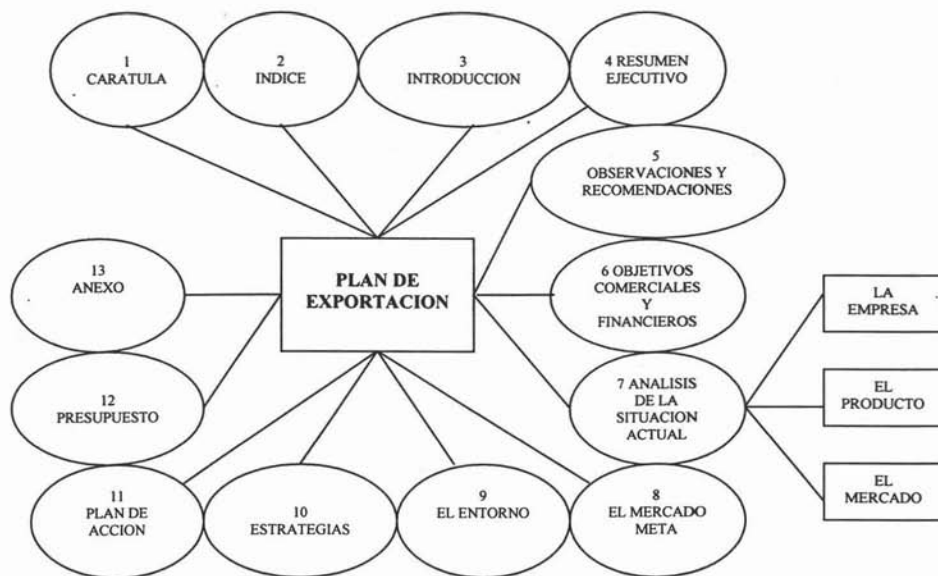 1
CARATULA
2
INDICE
3
INTRODUCCION
4 RESUMEN
EJECUTIVO
5
OBSERVACIONES Y
RECOMENDACIONES
PLAN DE
EXPORTACION
6 OBJETIVOS
COMERCIALES
Y
FINANCIEROS
7 ANALISIS
DE LA
SITUACION
ACTUAL
LA
EMPRESA
EL
PRODUCTO
EL
MERCADO
8
EL MERCADO
META
9
EL ENTORNO
10
ESTRATEGIAS
11
PLAN DE
ACCION
12
PRESUPUESTO
13
ANEXO